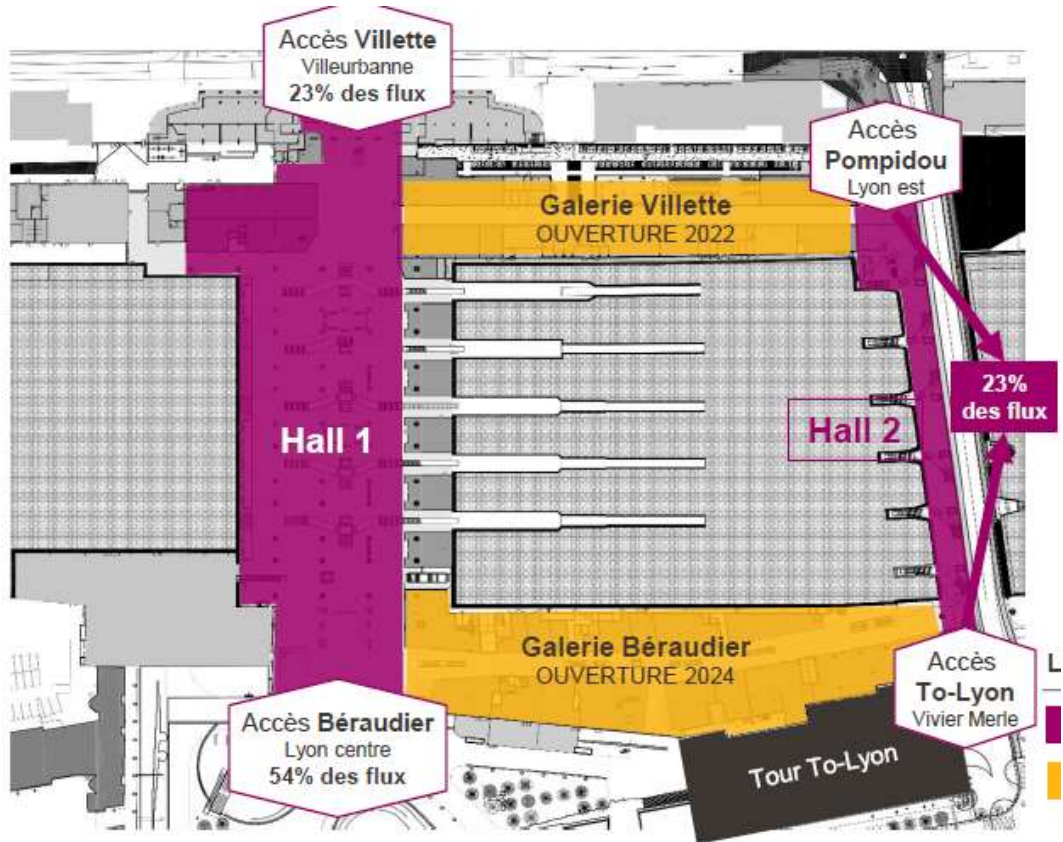 Accès Villette
Villeurbanne
23% des flux
Accès
Pompidou
Lyon est
Galerie Villette
OUVERTURE 2022
23%
des flux
Hall 1
Hall 2
Galerie Béraudier
OUVERTURE 2024
Accès
To-Lyon
Vivier Merle
L
Accès Béraudier
Lyon centre
54% des flux
Tour To-Lyon